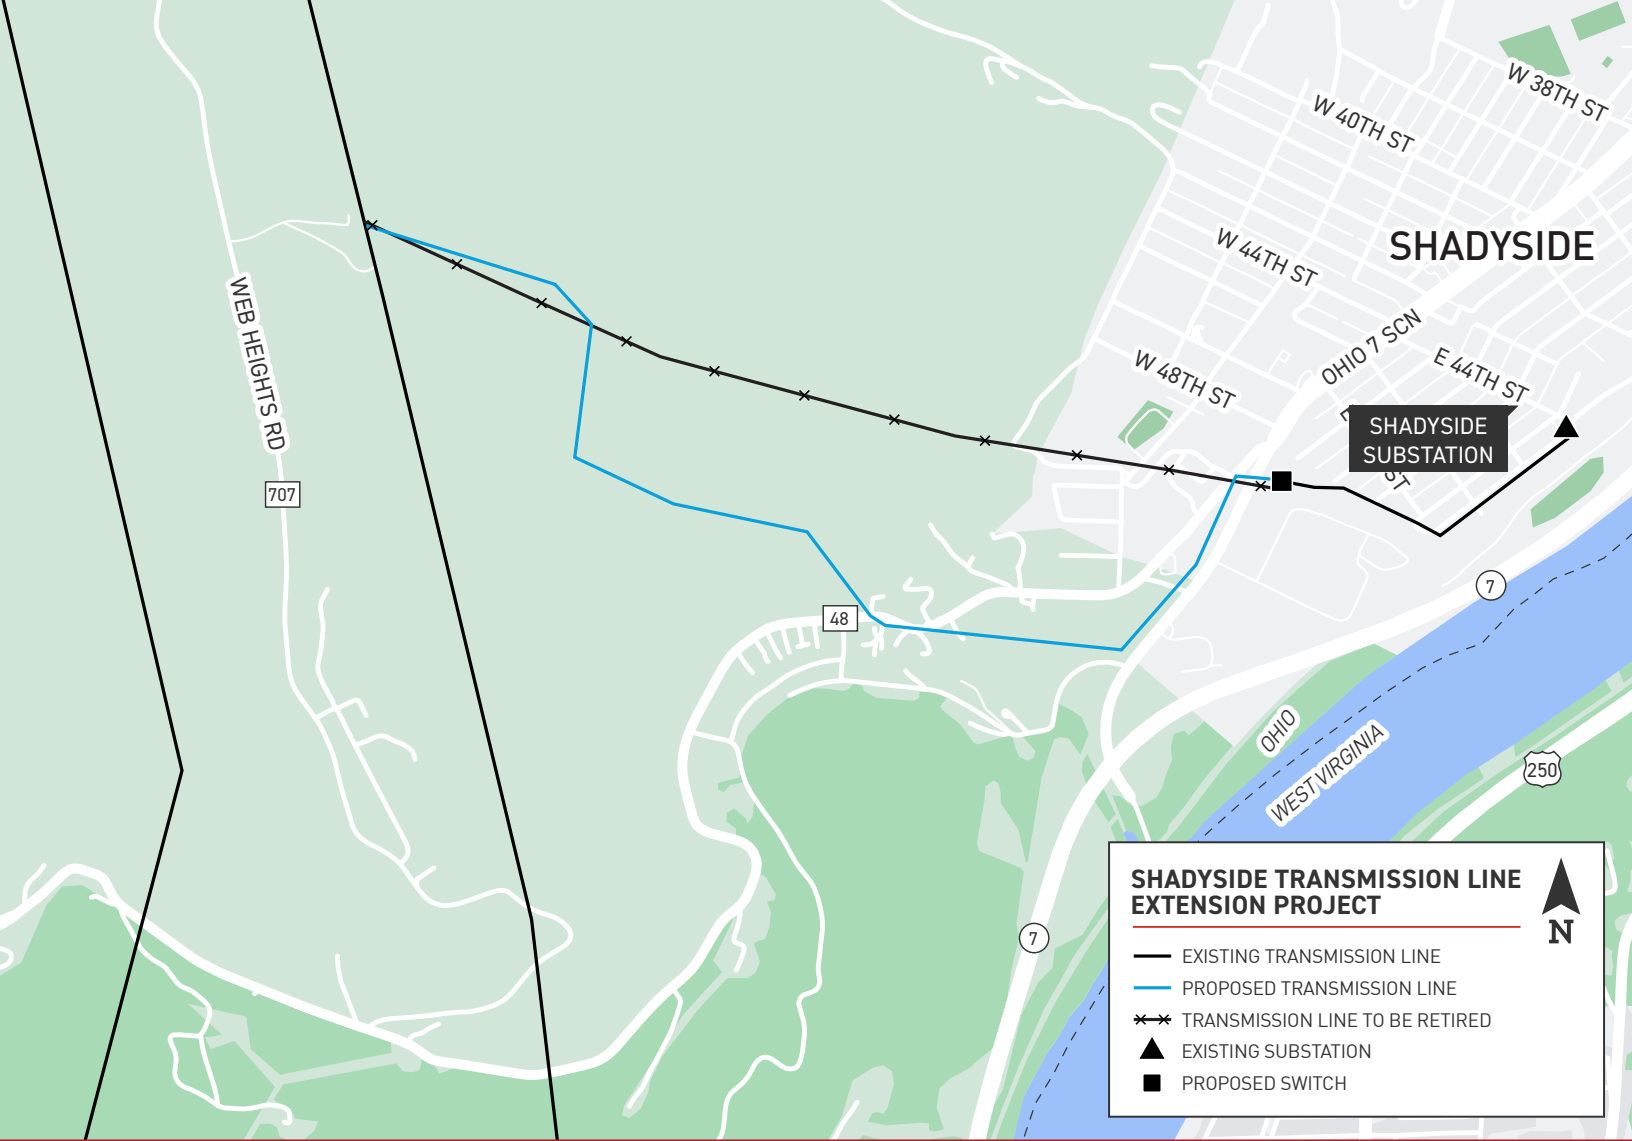 W 38TH ST
W 40TH ST
SHADYSIDE
W 44TH ST
OHIO 7 SCN
E 44TH ST
W 48TH ST
WEB HEIGHTS RD
SHADYSIDE
SUBSTATION
ST
707
7
48
OHIO
WEST VIRGINIA
250
7
SHADYSIDE TRANSMISSION LINE
EXTENSION PROJECT
N
EXISTING TRANSMISSION LINE
PROPOSED TRANSMISSION LINE
TRANSMISSION LINE TO BE RETIRED
EXISTING SUBSTATION
PROPOSED SWITCH